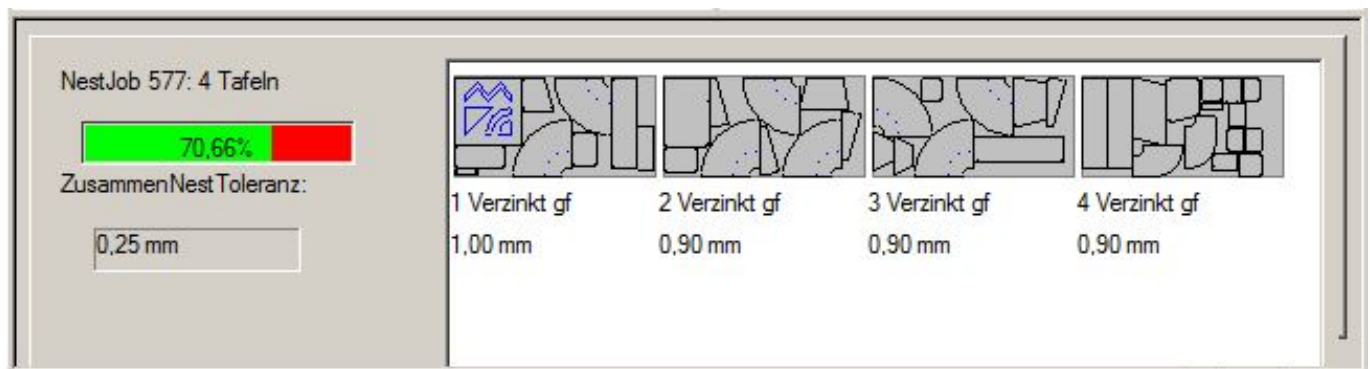 NestJob 577: 4 Tafeln
70,66%
ZusammenNestToleranz:
0,25 mm
1 Verzinkt gf
1,00 mm
2 Verzinkt gf
0,90 mm
3 Verzinkt gf
0,90 mm
4 Verzinkt gf
0,90 mm